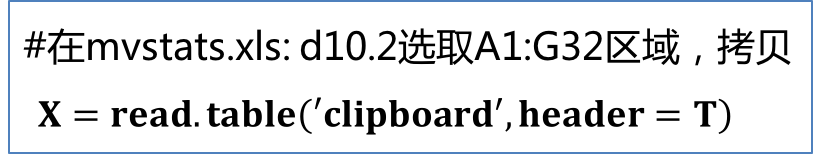 #在mvstats.xls: d10.2选取A1:G32区域，拷贝
X = read.table('clipboard',header = T)